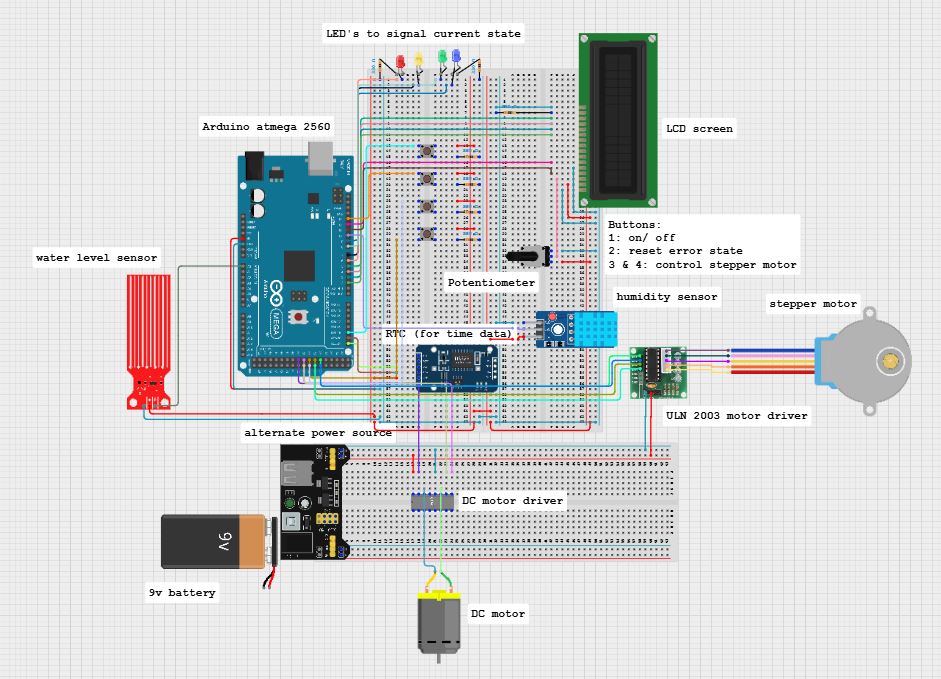 LED's to signal current state
Arduino atmega 2560
LCD screen
Buttons:
1: on/ off
2: reset error state
3 & 4: control stepper motor
water level sensor
Potentiometer
humidity sensor
stepper motor
RTC (for time data)
MEGA
ULN 2003 motor driver
alternate power source
DC motor driver
9v
9v battery
DC motor